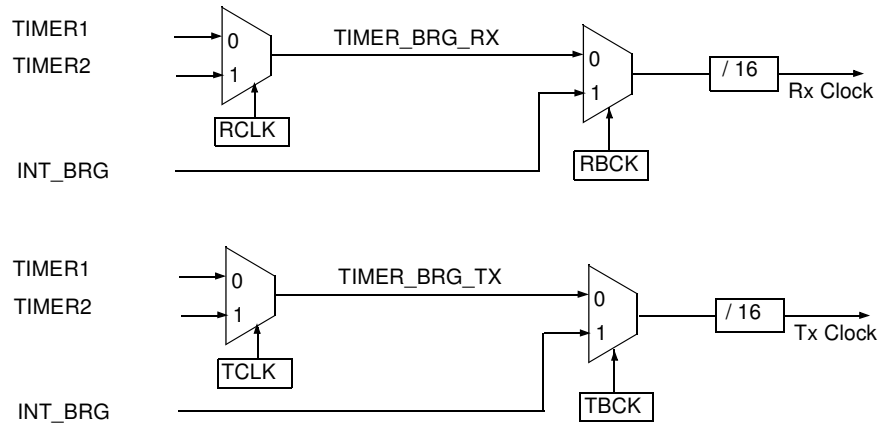 TIMER1
TIMER2
0
1
TIMER_BRG_RX
0
1
/ 16
Rx Clock
RCLK
RBCK
INT_BRG
TIMER1
TIMER2
0
1
TIMER_BRG_TX
0
1
/ 16
Tx Clock
TCLK
TBCK
INT_BRG